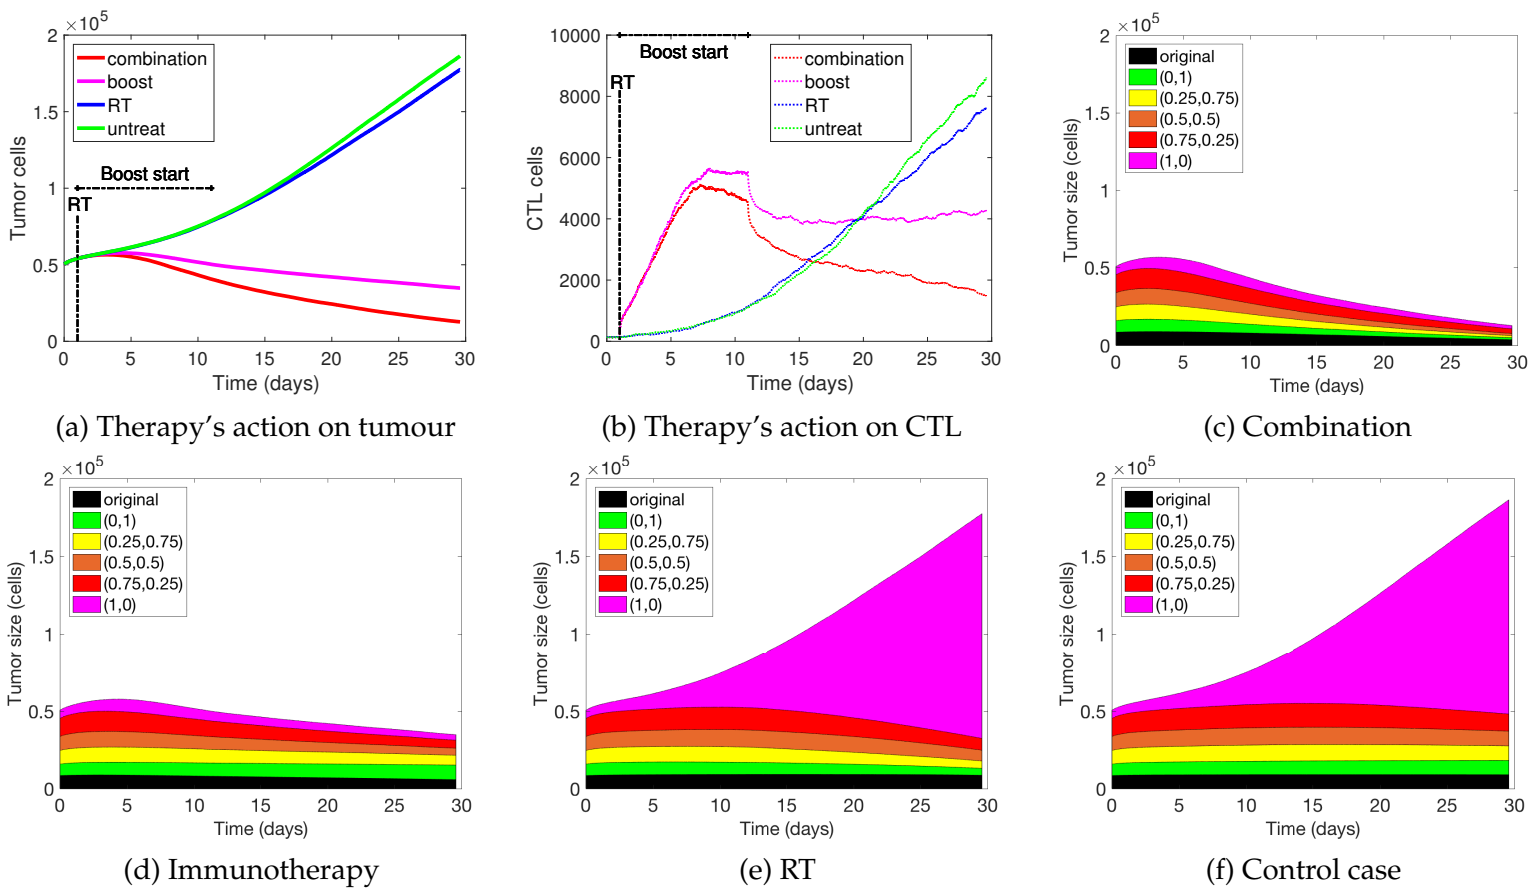 ×10⁵
2
1.5
1
0.5
0
Tumor cells
combination
boost
RT
untreat
Boost start
RT
0 5 10 15 20 25 30
Time (days)
(a) Therapy's action on tumour
10000
8000
6000
4000
2000
0
CTL cells
Boost start
RT
combination
boost
RT
untreat
0 5 10 15 20 25 30
Time (days)
(b) Therapy's action on CTL
×10⁵
2
1.5
1
0.5
0
Tumor size (cells)
original
(0,1)
(0.25,0.75)
(0.5,0.5)
(0.75,0.25)
(1,0)
0 5 10 15 20 25 30
Time (days)
(c) Combination
×10⁵
2
1.5
1
0.5
0
Tumor size (cells)
original
(0,1)
(0.25,0.75)
(0.5,0.5)
(0.75,0.25)
(1,0)
0 5 10 15 20 25 30
Time (days)
(d) Immunotherapy
×10⁵
2
1.5
1
0.5
0
Tumor size (cells)
original
(0,1)
(0.25,0.75)
(0.5,0.5)
(0.75,0.25)
(1,0)
0 5 10 15 20 25 30
Time (days)
(e) RT
×10⁵
2
1.5
1
0.5
0
Tumor size (cells)
original
(0,1)
(0.25,0.75)
(0.5,0.5)
(0.75,0.25)
(1,0)
0 5 10 15 20 25 30
Time (days)
(f) Control case